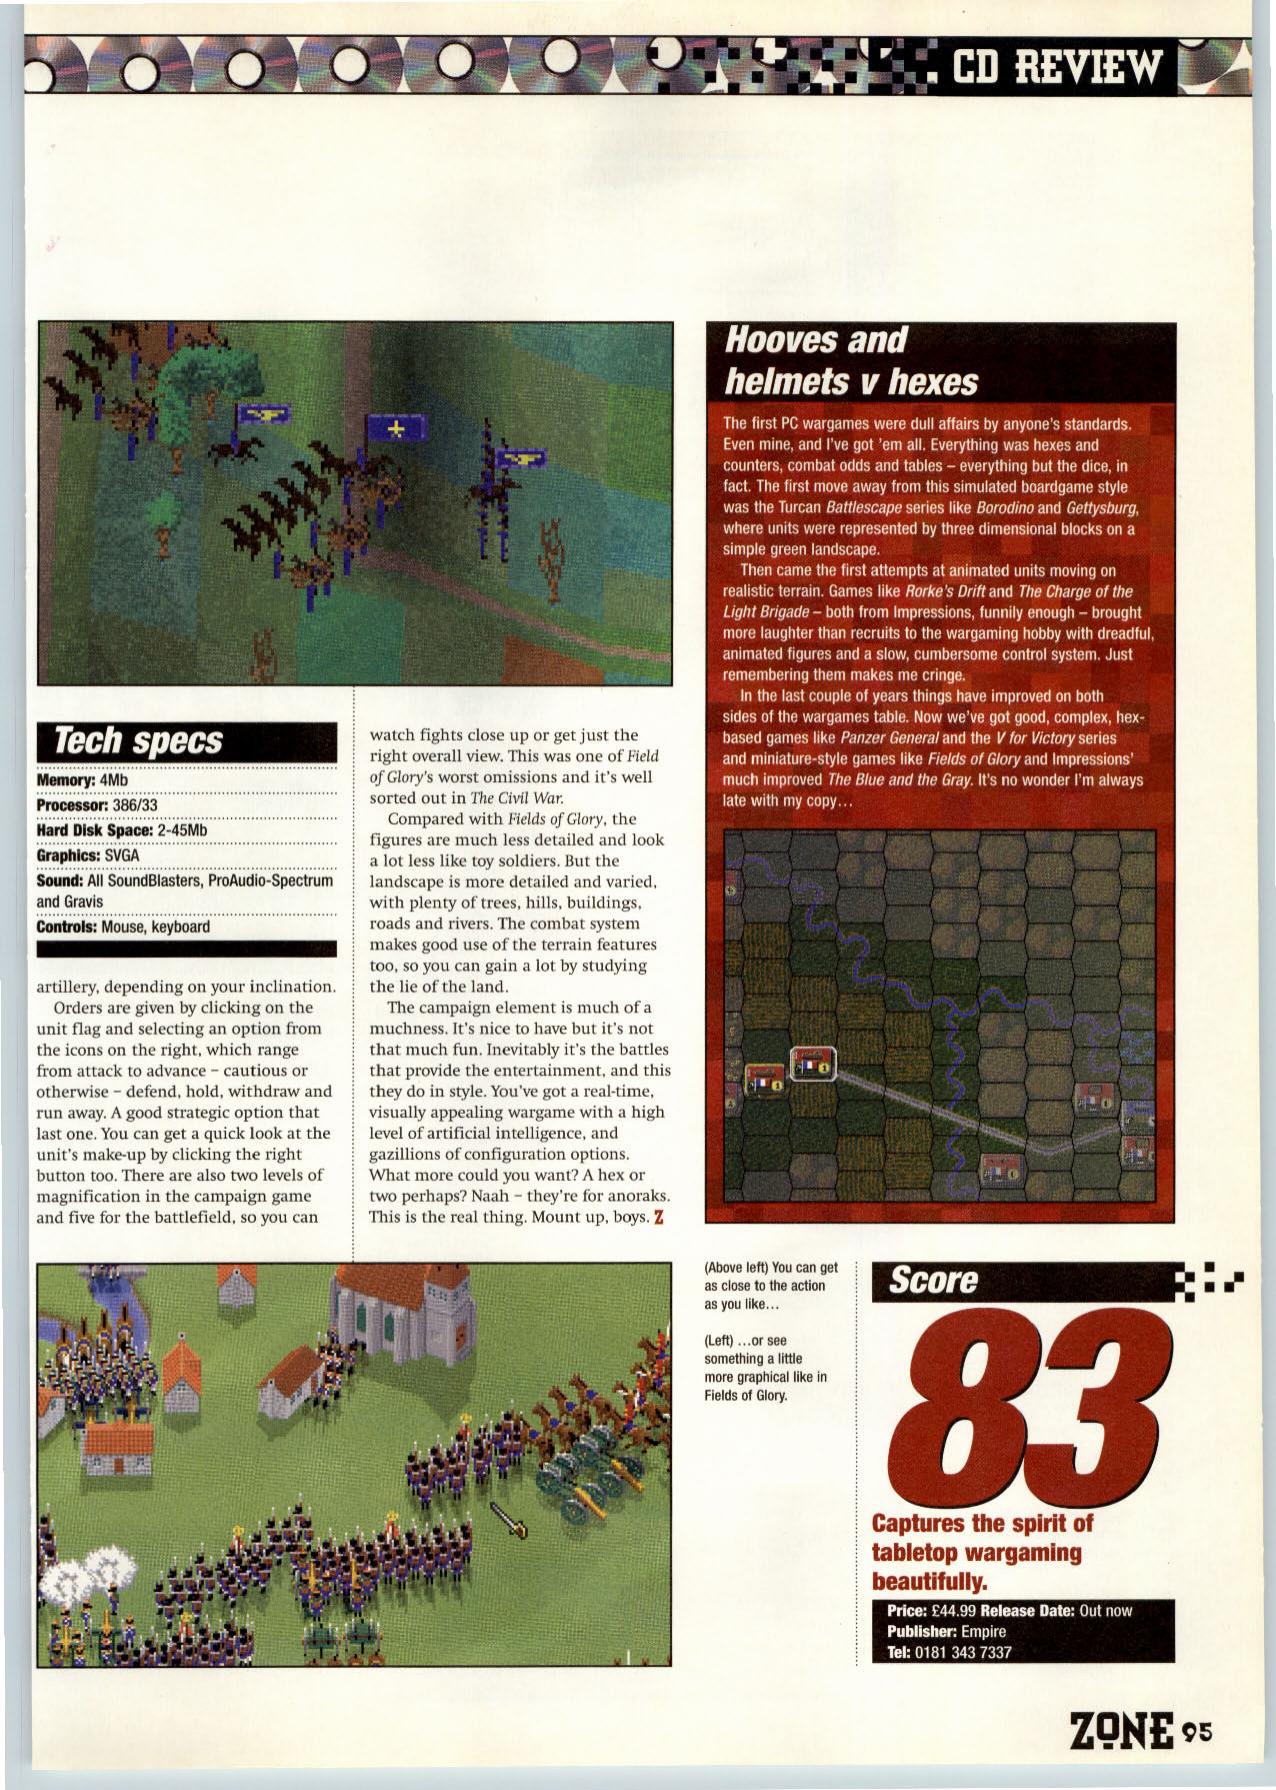 CD REVIEW
Tech specs
Memory: 4Mb
Processor: 386/33
Hard Disk Space: 2-45Mb
Graphics: SVGA
Sound: All SoundBlasters, ProAudio-Spectrum
and Gravis
Controls: Mouse, keyboard
artillery, depending on your inclination.
Orders are given by clicking on the
unit flag and selecting an option from
the icons on the right, which range
from attack to advance – cautious or
otherwise – defend, hold, withdraw and
run away. A good strategic option that
last one. You can get a quick look at the
unit's make-up by clicking the right
button too. There are also two levels of
magnification in the campaign game
and five for the battlefield, so you can
watch fights close up or get just the
right overall view. This was one of Field
of Glory's worst omissions and it's well
sorted out in The Civil War.
Compared with Fields of Glory, the
figures are much less detailed and look
a lot less like toy soldiers. But the
landscape is more detailed and varied,
with plenty of trees, hills, buildings,
roads and rivers. The combat system
makes good use of the terrain features
too, so you can gain a lot by studying
the lie of the land.
The campaign element is much of a
muchness. It's nice to have but it's not
that much fun. Inevitably it's the battles
that provide the entertainment, and this
they do in style. You've got a real-time,
visually appealing wargame with a high
level of artificial intelligence, and
gazillions of configuration options.
What more could you want? A hex or
two perhaps? Naah – they're for anoraks.
This is the real thing. Mount up, boys. Z
Hooves and
helmets v hexes
The first PC wargames were dull affairs by anyone's standards.
Even mine, and I've got 'em all. Everything was hexes and
counters, combat odds and tables – everything but the dice, in
fact. The first move away from this simulated boardgame style
was the Turcan Battlescape series like Borodino and Gettysburg,
where units were represented by three dimensional blocks on a
simple green landscape.
Then came the first attempts at animated units moving on
realistic terrain. Games like Rorke's Drift and The Charge of the
Light Brigade – both from Impressions, funnily enough – brought
more laughter than recruits to the wargaming hobby with dreadful,
animated figures and a slow, cumbersome control system. Just
remembering them makes me cringe.
In the last couple of years things have improved on both
sides of the wargames table. Now we've got good, complex, hex-
based games like Panzer General and the V for Victory series
and miniature-style games like Fields of Glory and Impressions'
much improved The Blue and the Gray. It's no wonder I'm always
late with my copy...
(Above left) You can get
as close to the action
as you like...
(Left) ...or see
something a little
more graphical like in
Fields of Glory.
Score
83
Captures the spirit of
tabletop wargaming
beautifully.
Price: £44.99 Release Date: Out now
Publisher: Empire
Tel: 0181 343 7337
ZONE 95